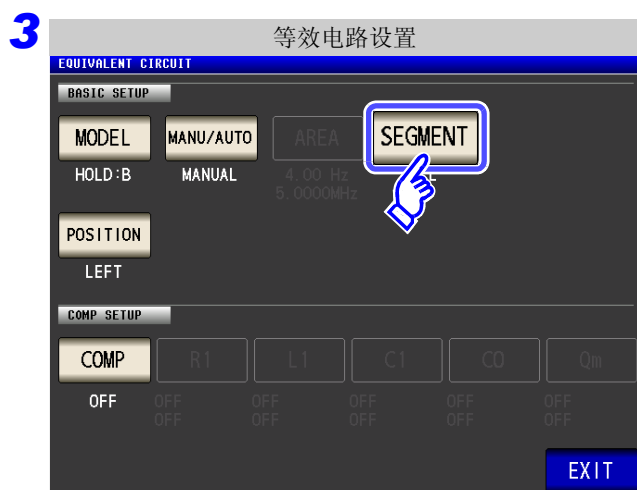 3
等效电路设置
EQUIVALENT CIRCUIT
BASIC SETUP
MODEL MANU/AUTO AREA SEGMENT
HOLD:B MANUAL 4.00 Hz
5.0000MHz
POSITION
LEFT
COMP SETUP
COMP R1 L1 C1 C0 Qm
OFF OFF OFF OFF OFF OFF
OFF OFF OFF OFF OFF
EXIT